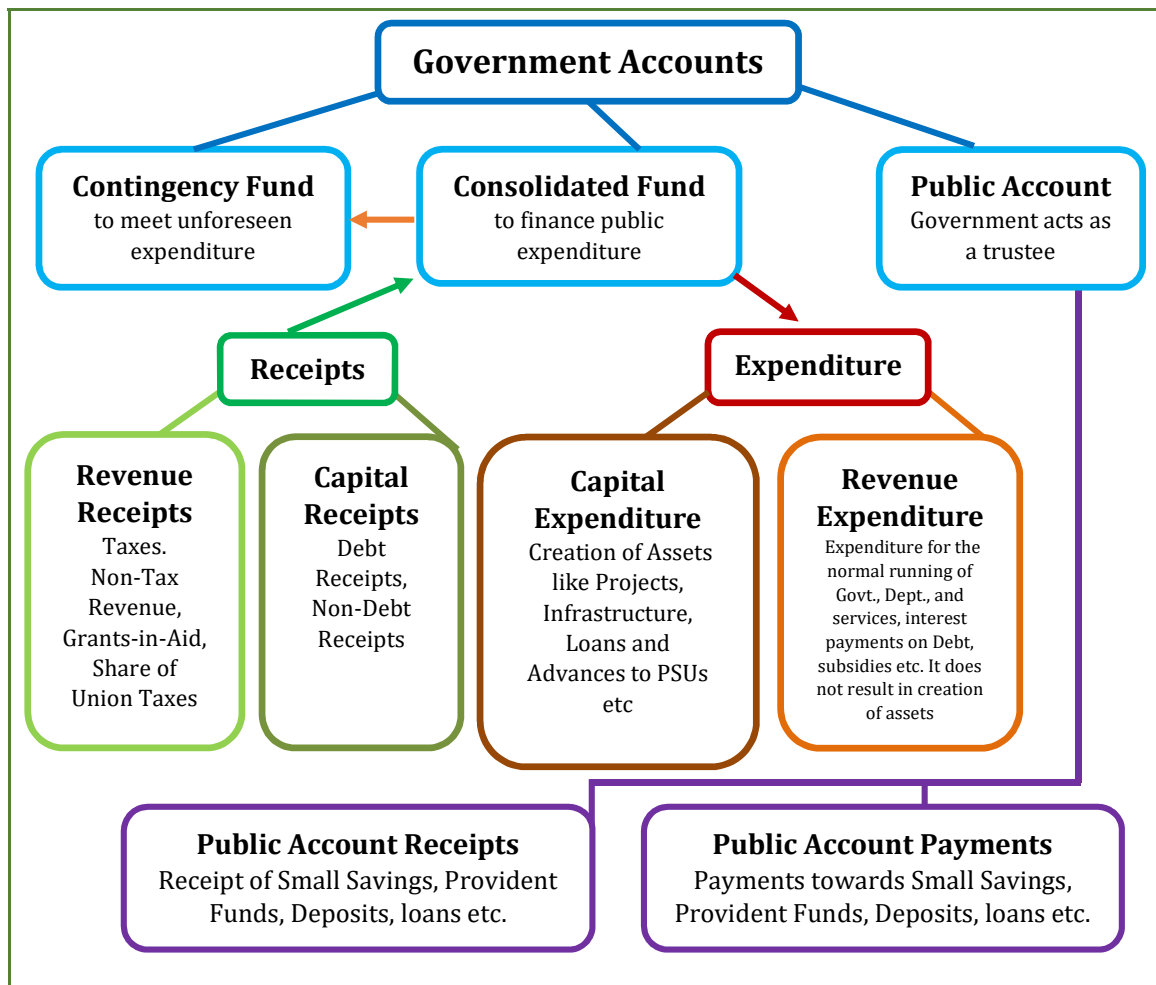 Government Accounts
Contingency Fund
to meet unforeseen
expenditure
Consolidated Fund
to finance public
expenditure
Public Account
Government acts as
a trustee
Receipts
Expenditure
Revenue
Receipts
Taxes.
Non-Tax
Revenue,
Grants-in-Aid,
Share of
Union Taxes
Capital
Receipts
Debt
Receipts,
Non-Debt
Receipts
Capital
Expenditure
Creation of Assets
like Projects,
Infrastructure,
Loans and
Advances to PSUs
etc
Revenue
Expenditure
Expenditure for the
normal running of
Govt., Dept., and
services, interest
payments on Debt,
subsidies etc. It does
not result in creation
of assets
Public Account Receipts
Receipt of Small Savings, Provident
Funds, Deposits, loans etc.
Public Account Payments
Payments towards Small Savings,
Provident Funds, Deposits, loans etc.